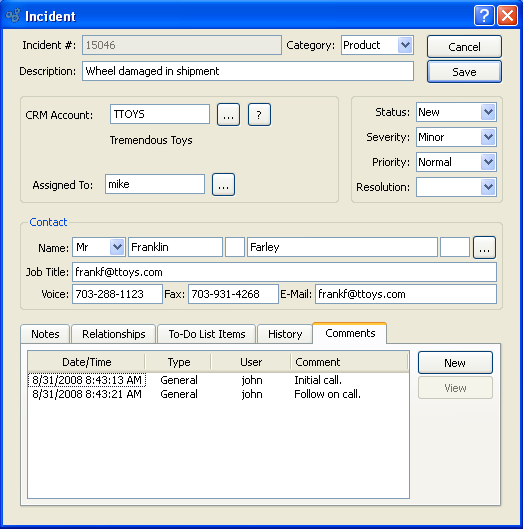 Incident
Incident #: 15046 Category: Product Cancel
Description: Wheel damaged in shipment Save
CRM Account: TTOYS ... ?
Tremendous Toys
Assigned To: mike ...
Status: New
Severity: Minor
Priority: Normal
Resolution:
Contact
Name: Mr Franklin Farley ...
Job Title: frankf@ttoys.com
Voice: 703-288-1123 Fax: 703-931-4268 E-Mail: frankf@ttoys.com
Notes Relationships To-Do List Items History Comments
Date/Time Type User Comment New
8/31/2008 8:43:13 AM General john Initial call.
8/31/2008 8:43:21 AM General john Follow on call.
View